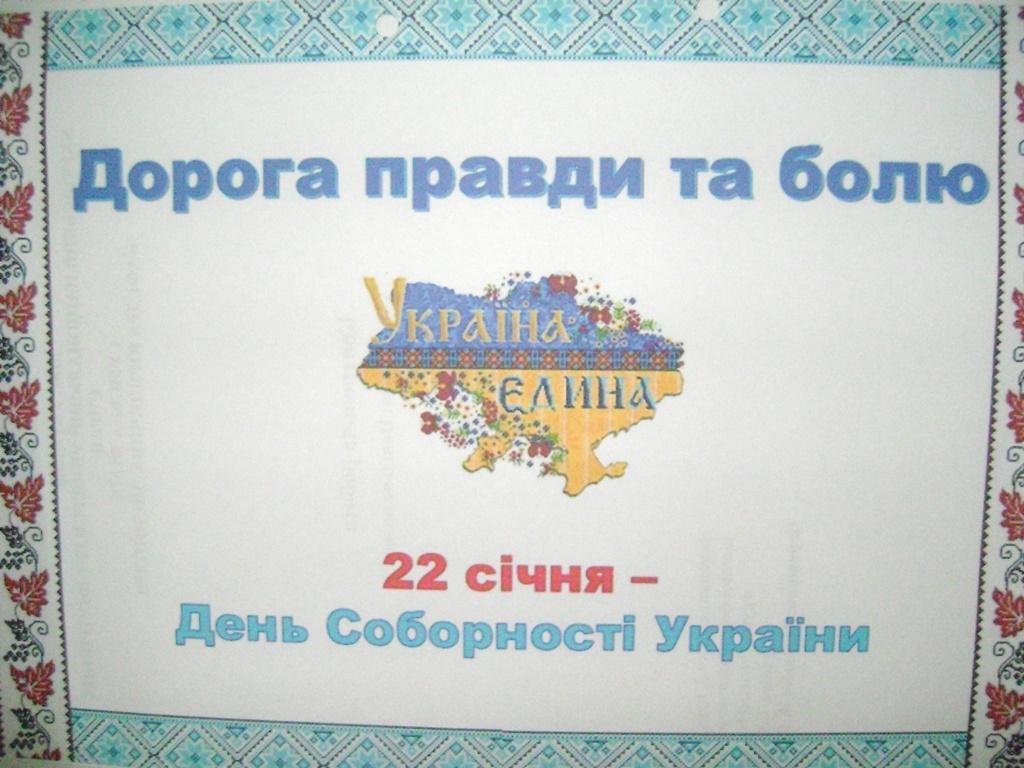 Дорога правди та болю
Україна
єдина
22 січня –
День Соборності України